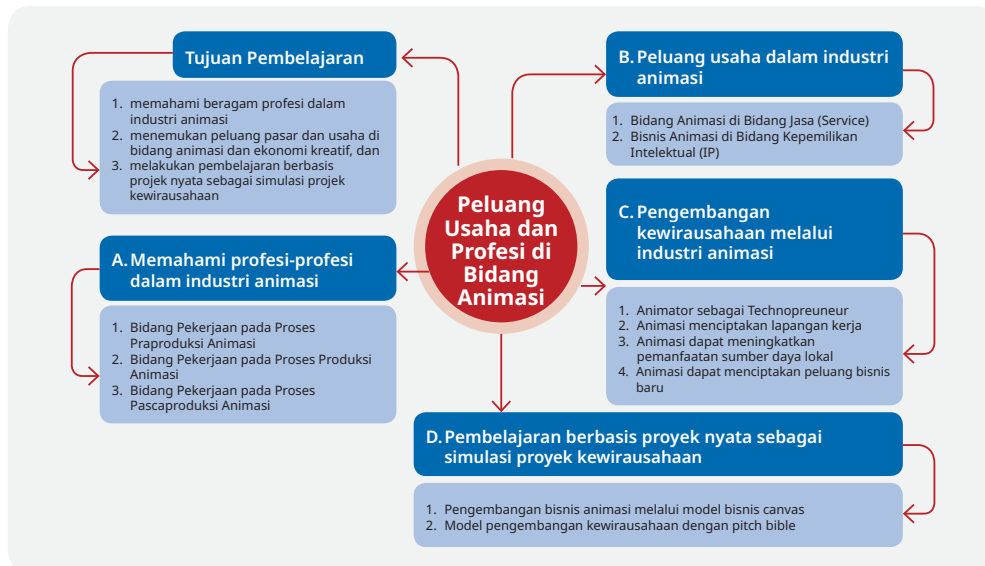 Peluang
Usaha dan
Profesi di
Bidang
Animasi
Tujuan Pembelajaran
1. memahami beragam profesi dalam
industri animasi
2. menemukan peluang pasar dan usaha di
bidang animasi dan ekonomi kreatif, dan
3. melakukan pembelajaran berbasis
projek nyata sebagai simulasi projek
kewirausahaan
A. Memahami profesi-profesi
dalam industri animasi
1. Bidang Pekerjaan pada Proses
Praproduksi Animasi
2. Bidang Pekerjaan pada Proses Produksi
Animasi
3. Bidang Pekerjaan pada Proses
Pascaproduksi Animasi
B. Peluang usaha dalam industri
animasi
1. Bidang Animasi di Bidang Jasa (Service)
2. Bisnis Animasi di Bidang Kepemilikan
Intelektual (IP)
C. Pengembangan
kewirausahaan melalui
industri animasi
1. Animator sebagai Technopreuneur
2. Animasi menciptakan lapangan kerja
3. Animasi dapat meningkatkan
pemanfaatan sumber daya lokal
4. Animasi dapat menciptakan peluang bisnis
baru
D. Pembelajaran berbasis proyek nyata sebagai
simulasi proyek kewirausahaan
1. Pengembangan bisnis animasi melalui model bisnis canvas
2. Model pengembangan kewirausahaan dengan pitch bible